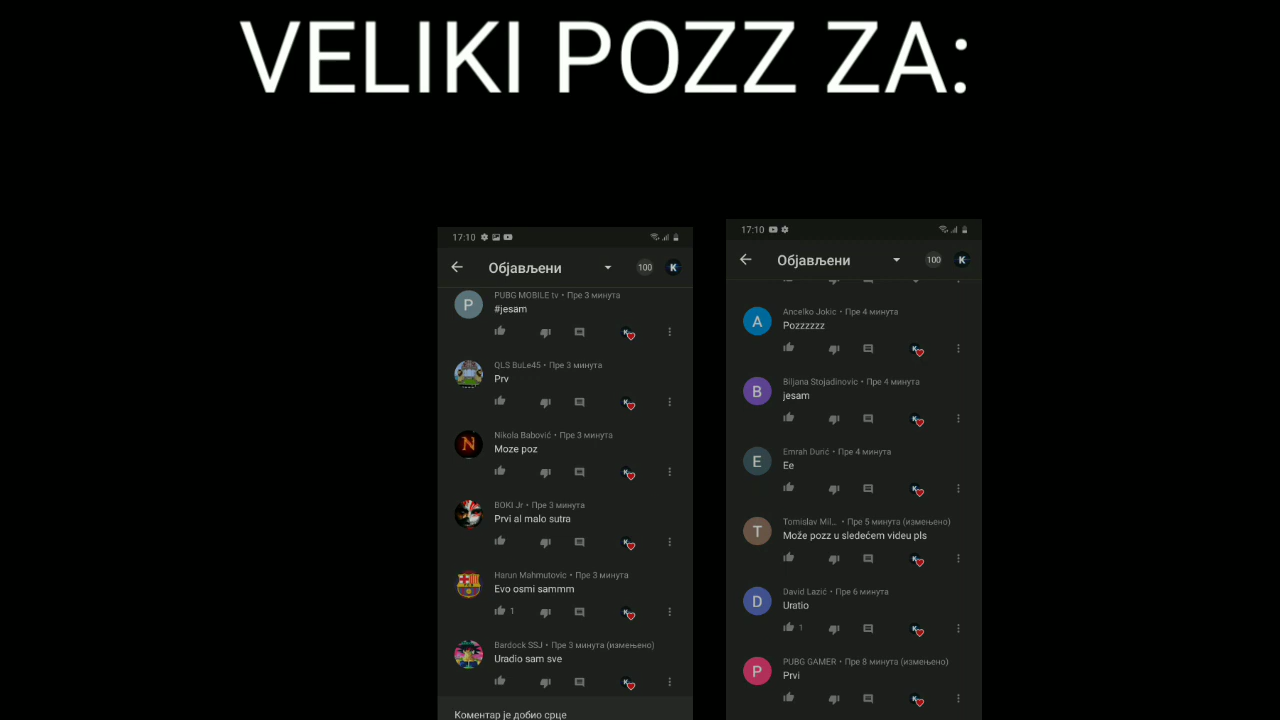 VELIKI POZZ ZA:
17:10
Објављени
100
K
P
PUBG MOBILE tv • Пре 3 минута
#jesam
QLS BuLe45 • Пре 3 минута
Prv
N
Nikola Babović • Пре 3 минута
Moze poz
BOKI Jr • Пре 3 минута
Prvi al malo sutra
Harun Mahmutovic • Пре 3 минута
Evo osmi sammm
1
Bardock SSJ • Пре 3 минута (измењено)
Uradio sam sve
Коментар је добио срце
17:10
Објављени
100
K
A
Ancelko Jokic • Пре 4 минута
Pozzzzzz
B
Biljana Stojadinovic • Пре 4 минута
jesam
E
Emrah Durić • Пре 4 минута
Ee
T
Tomislav Mil... • Пре 5 минута (измењено)
Može pozz u sledećem videu pls
D
David Lazić • Пре 6 минута
Uratio
1
P
PUBG GAMER • Пре 8 минута (измењено)
Prvi